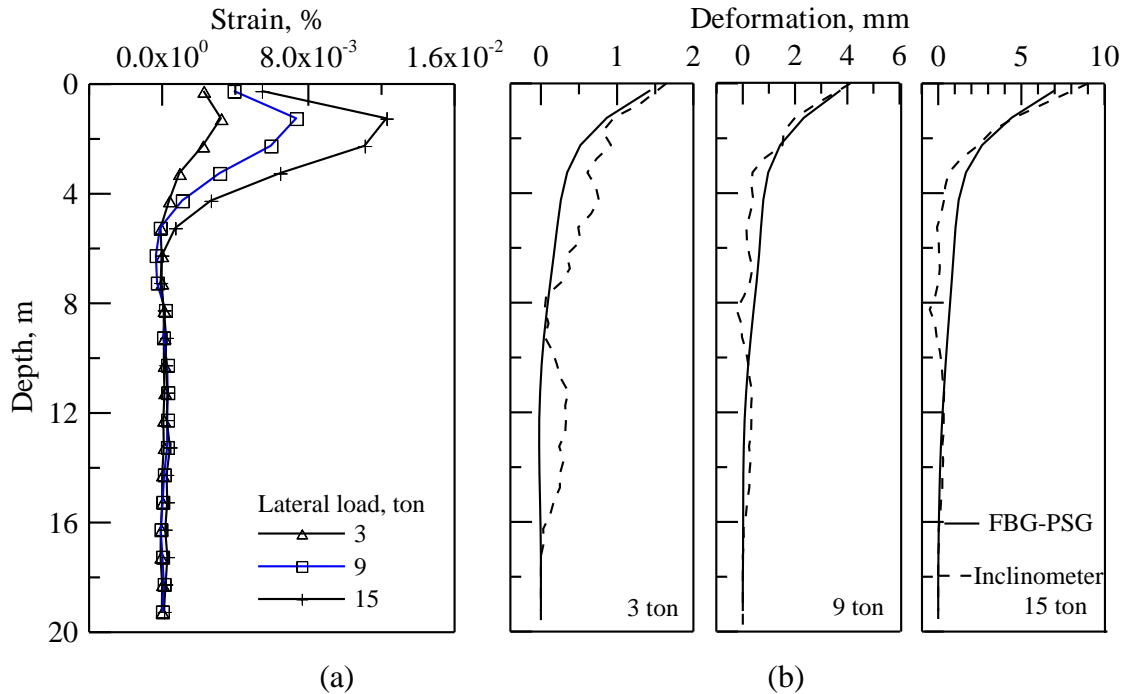 Strain, %
0.0x10⁰ 8.0x10⁻³ 1.6x10⁻²
Depth, m
0
4
8
12
16
20
Lateral load, ton
3
9
15
(a)
Deformation, mm
0 1 2
0 2 4 6
0 5 10
FBG-PSG
Inclinometer
3 ton
9 ton
15 ton
(b)